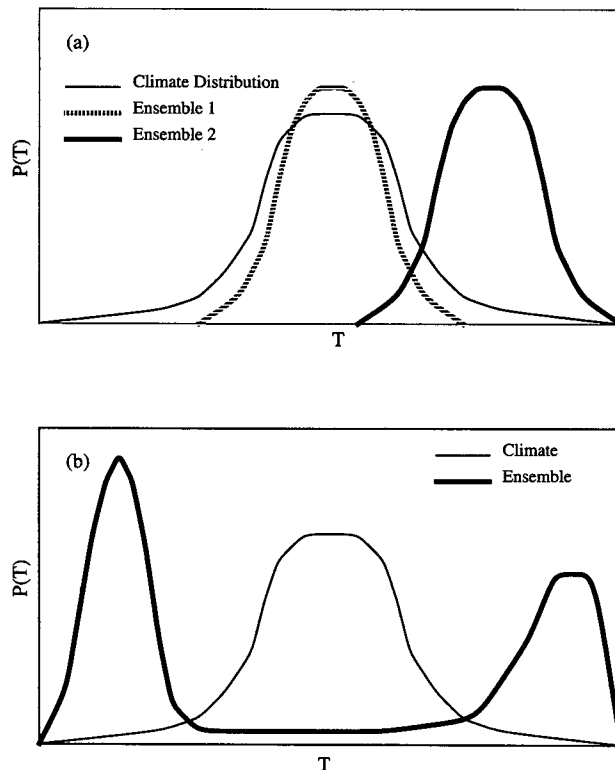 (a)
Climate Distribution
Ensemble 1
Ensemble 2
P(T)
T
(b)
Climate
Ensemble
P(T)
T